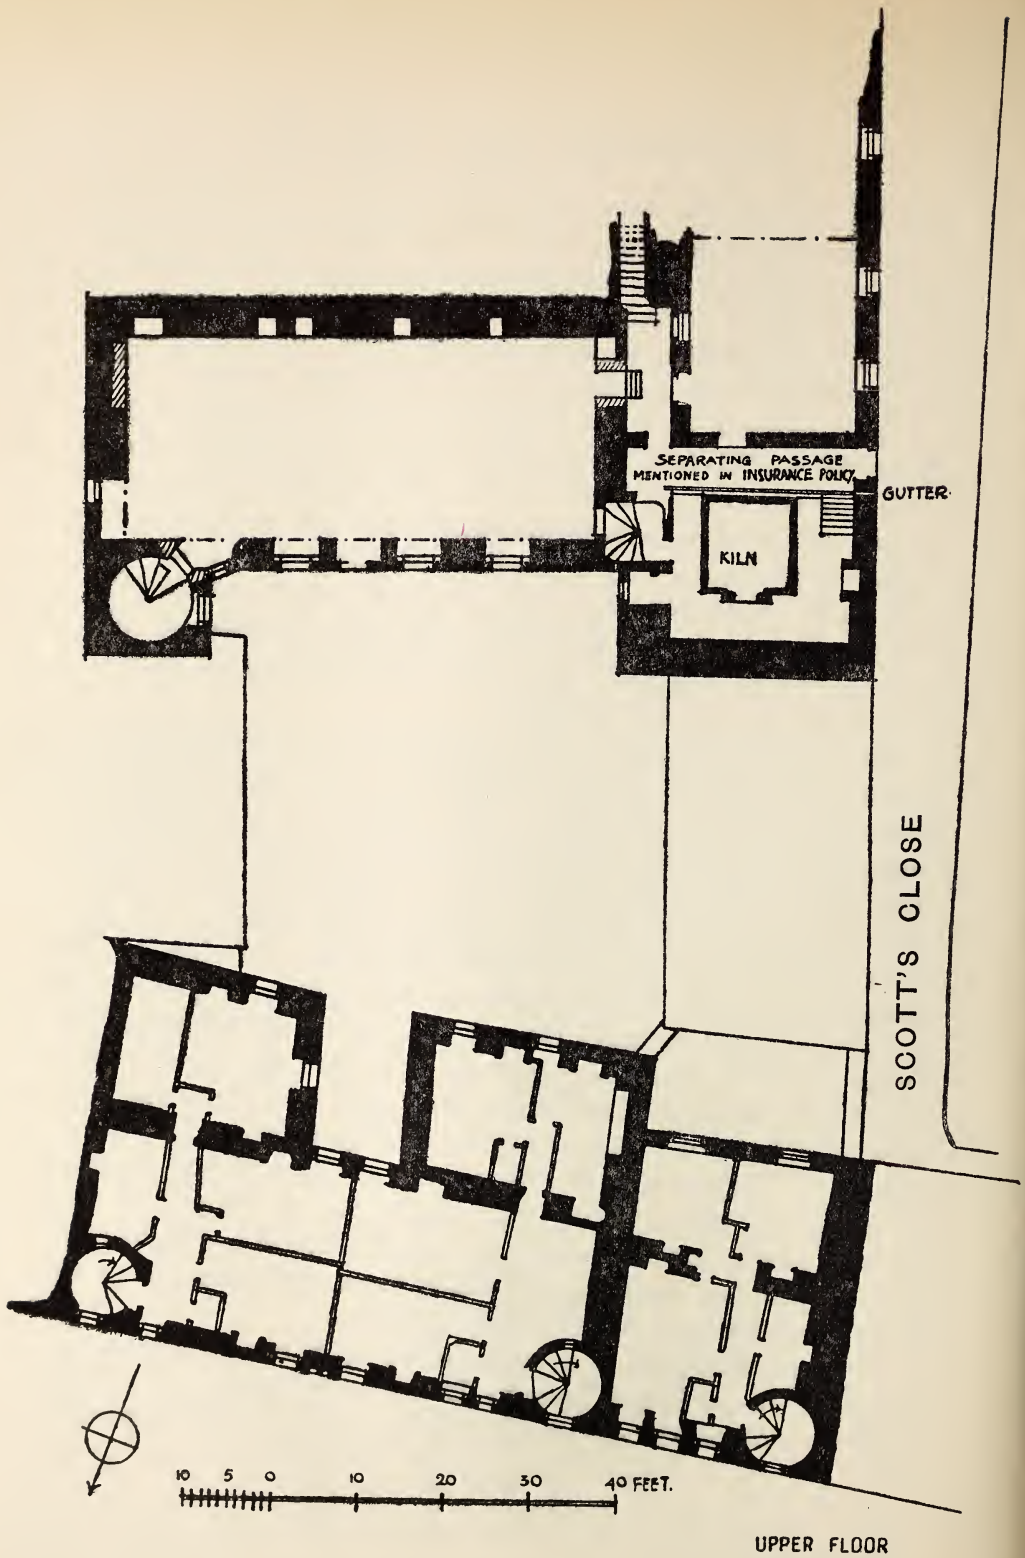 SEPARATING PASSAGE
MENTIONED IN INSURANCE POLICY.
GUTTER.
KILN
SCOTT'S CLOSE
10 5 0 10 20 30 40 FEET.
UPPER FLOOR